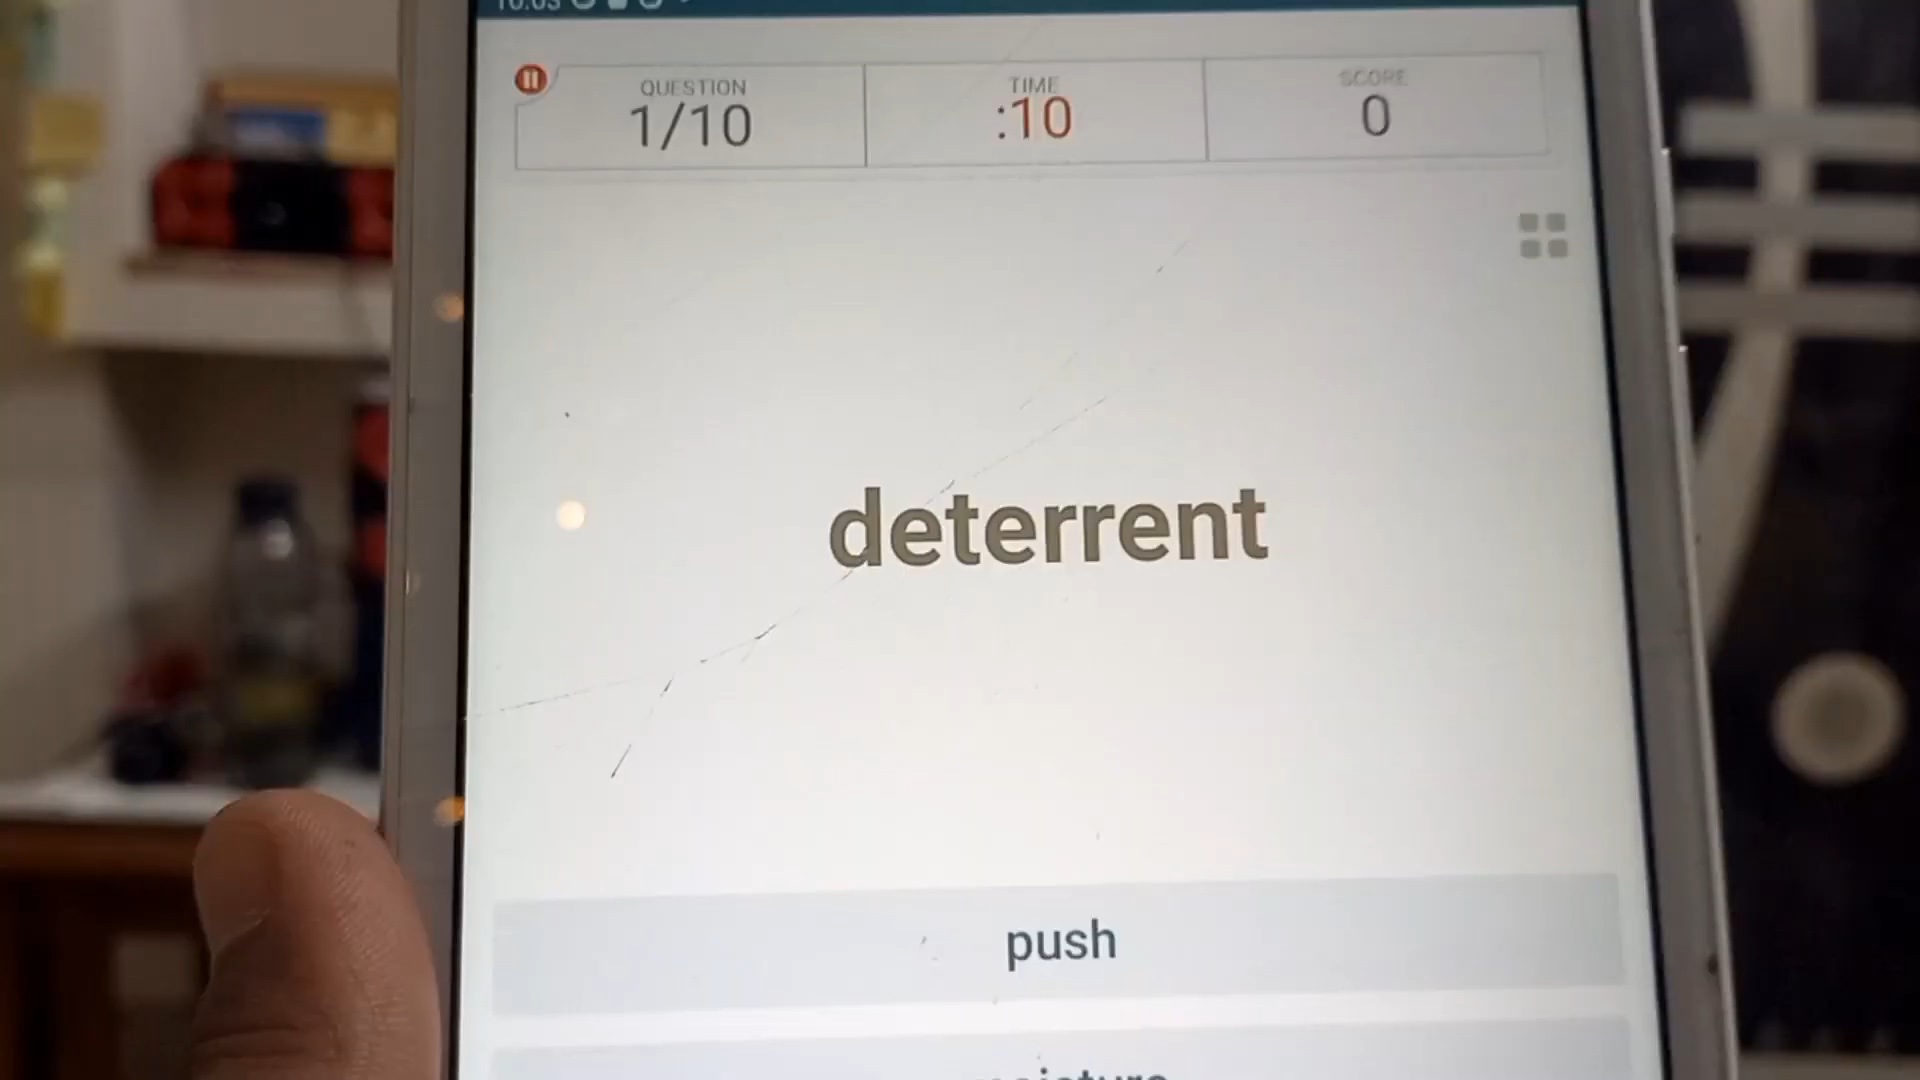 QUESTION
1/10
TIME
:10
SCORE
0
deterrent
push